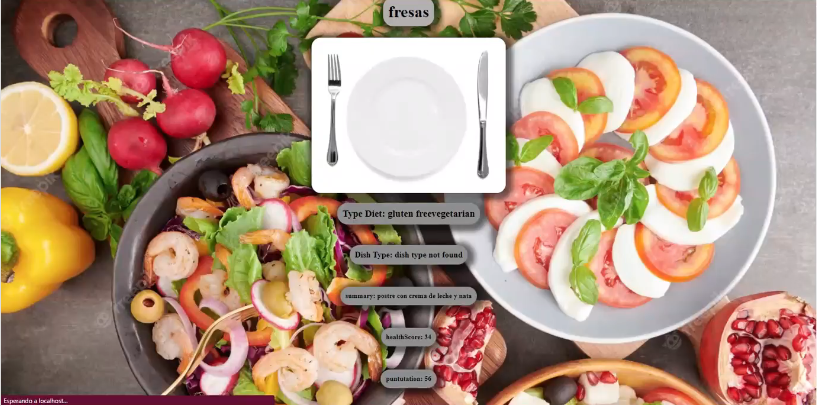 fresas
Type Diet: gluten freevegetarian
Dish Type: dish type not found
summary: postre con crema de leche y nata
healthScore: 34
puntutation: 56
Esperando a localhost...